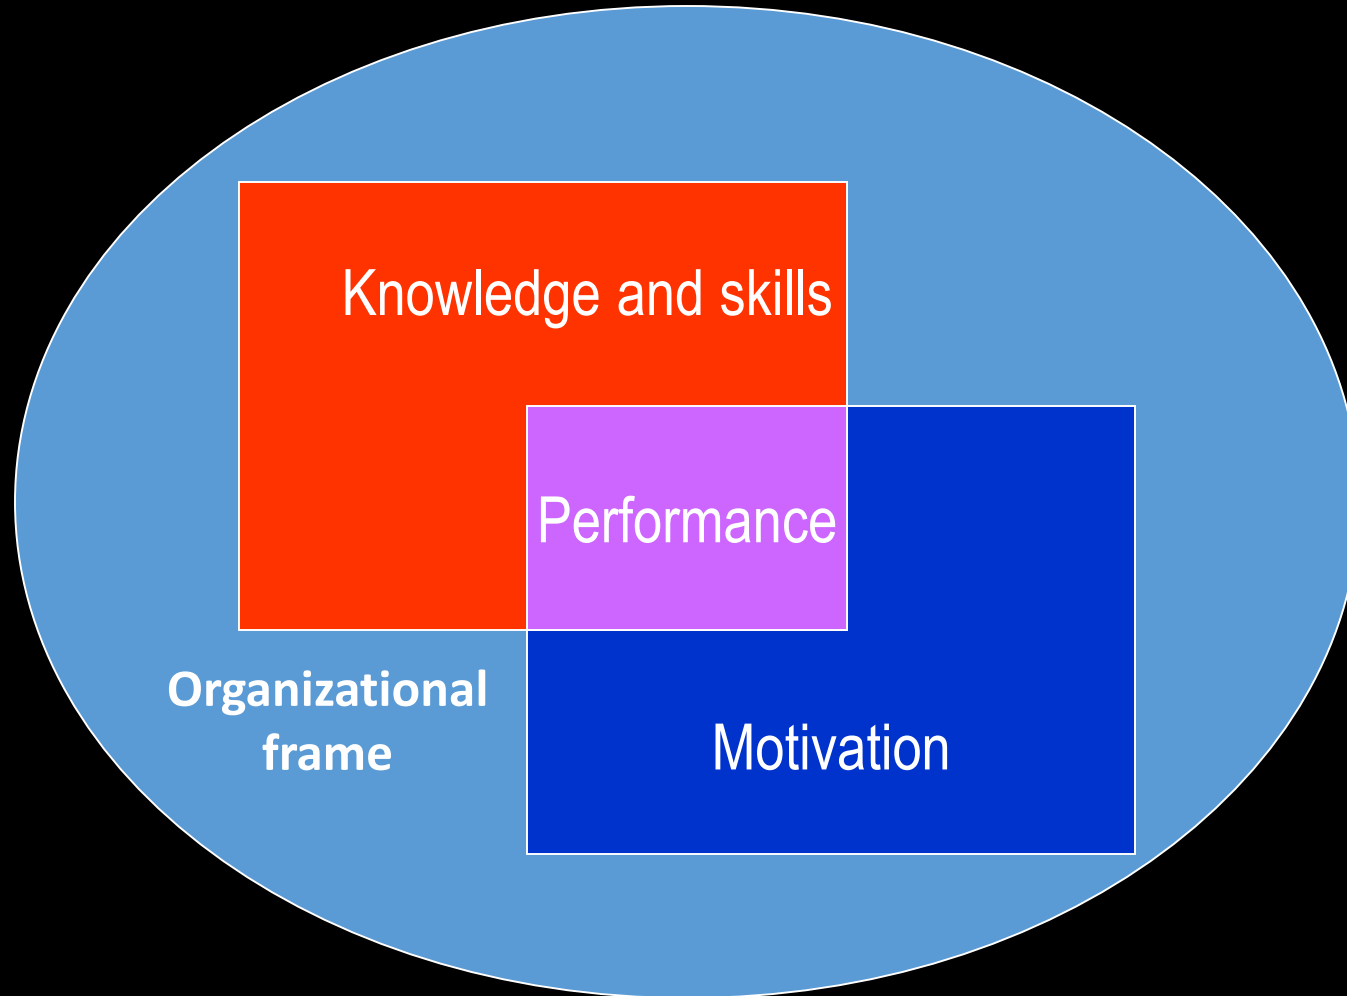 Knowledge and skills
Performance
Organizational
frame
Motivation